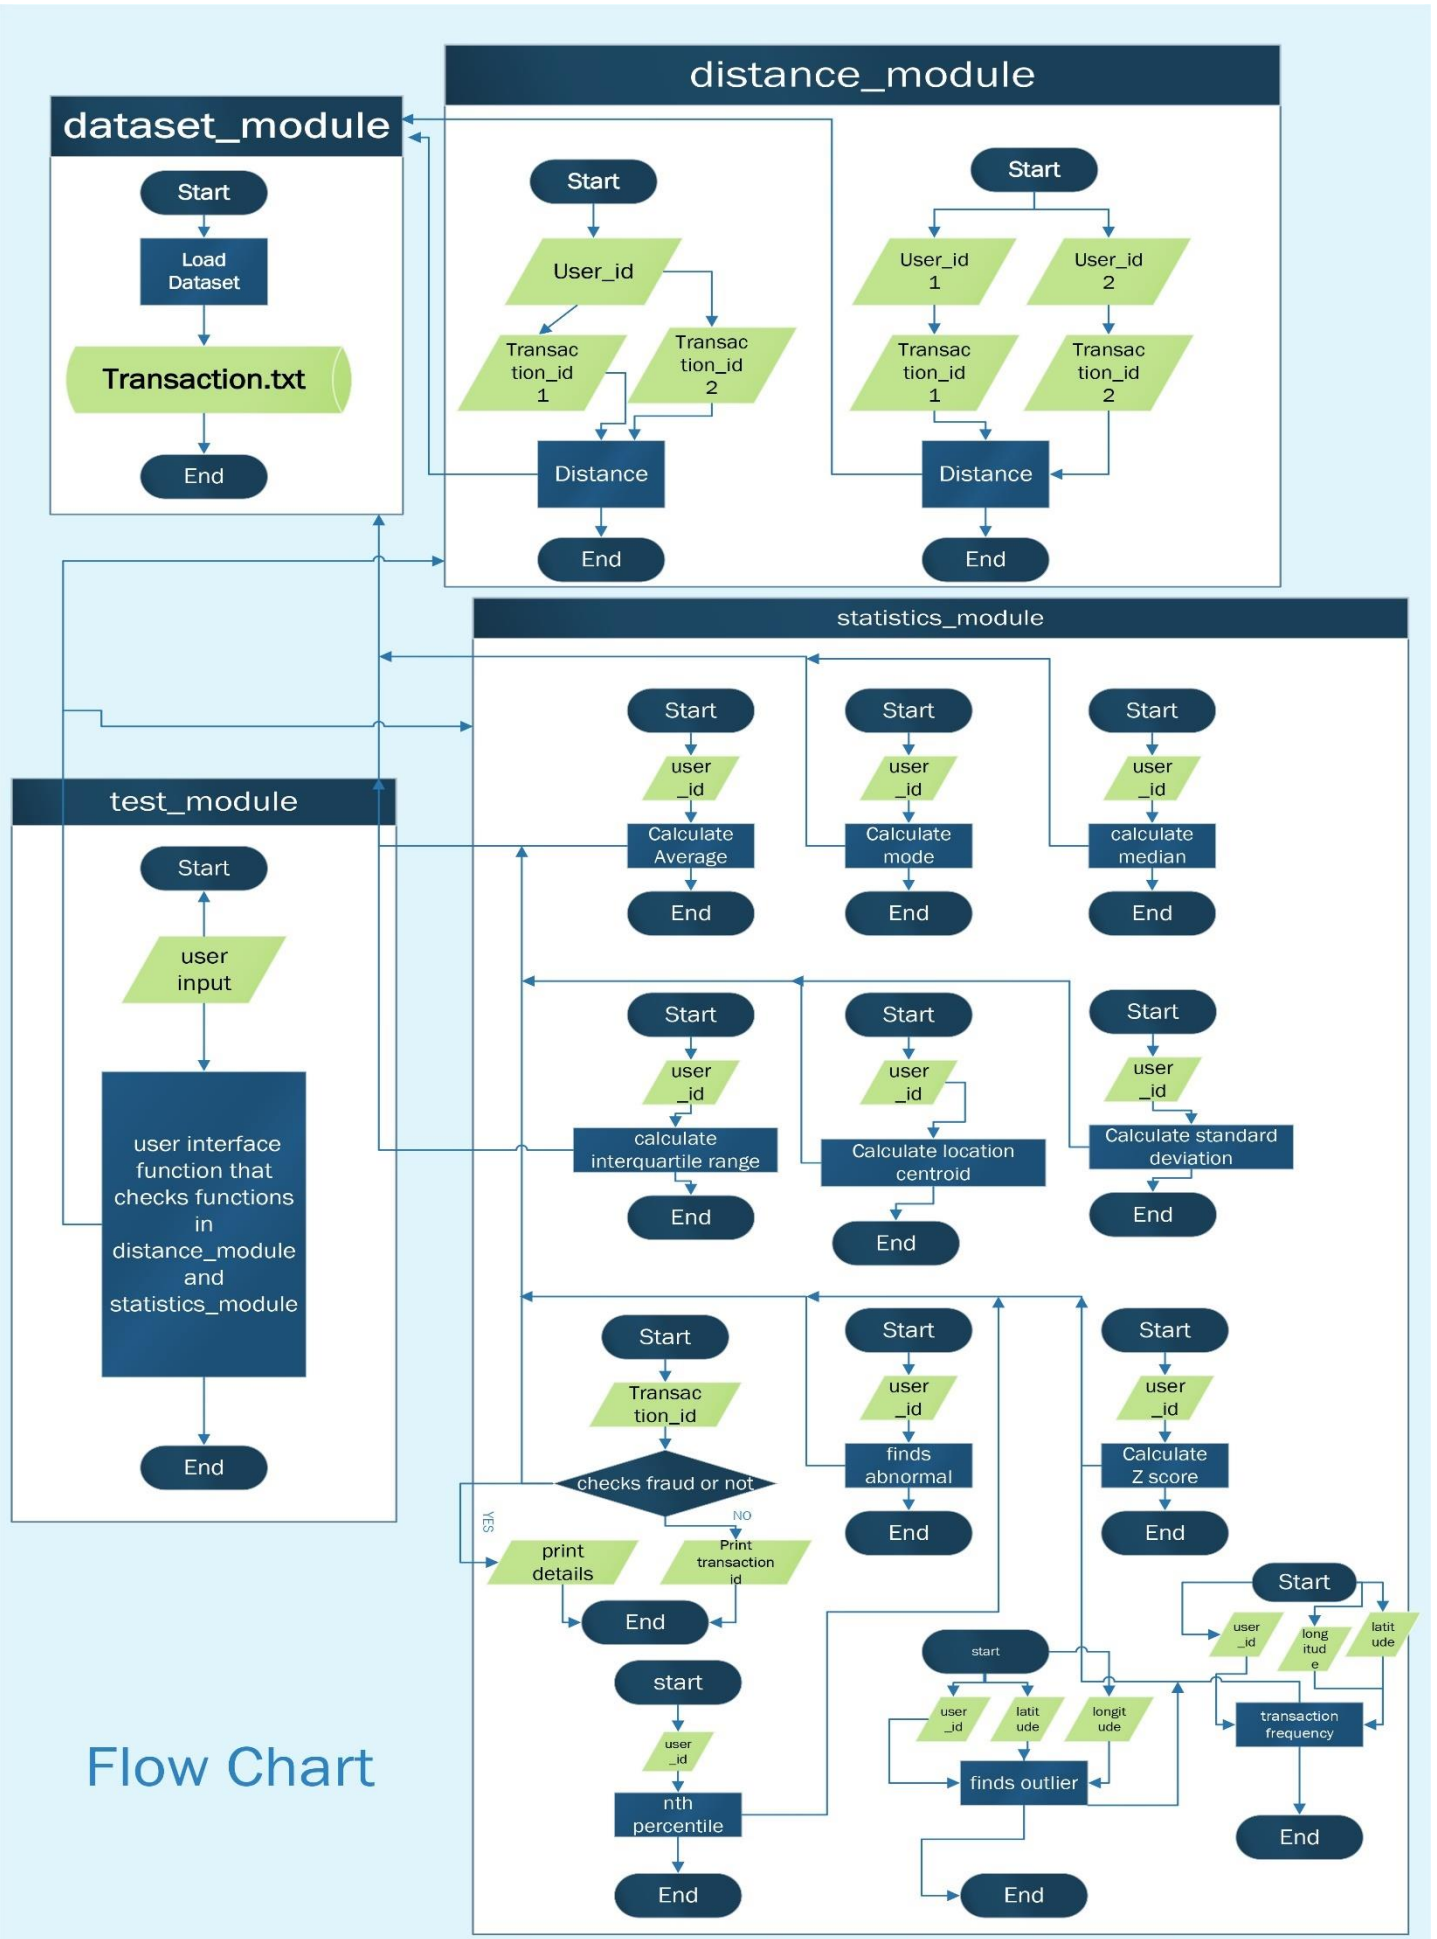 distance_module
dataset_module
Start
Load
Dataset
Transaction.txt
End
Start
User_id
Transac
tion_id
1
Transac
tion_id
2
Distance
End
Start
User_id
1
User_id
2
Transac
tion_id
1
Transac
tion_id
2
Distance
End
statistics_module
Start
user
_id
Calculate
Average
End
Start
user
_id
Calculate
mode
End
Start
user
_id
calculate
median
End
test_module
Start
user
input
user interface
function that
checks functions
in
distance_module
and
statistics_module
End
Start
user
_id
calculate
interquartile range
End
Start
user
_id
Calculate location
centroid
End
Start
user
_id
Calculate standard
deviation
End
Start
Transac
tion_id
checks fraud or not
YES
NO
print
details
Print
transaction
id
End
Start
user
_id
finds
abnormal
End
Start
user
_id
Calculate
Z score
End
start
user
_id
nth
percentile
End
start
user
_id
latit
ude
longit
ude
finds outlier
End
Start
user
_id
long
itud
e
latit
ude
transaction
frequency
End
Flow Chart